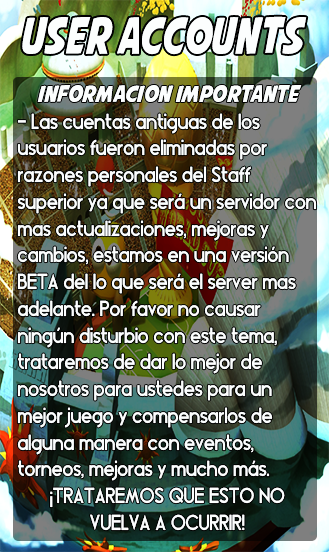 USER ACCOUNTS
INFORMACION IMPORTANTE
- Las cuentas antiguas de los
usuarios fueron eliminadas por
razones personales del Staff
superior ya que será un servidor con
mas actualizaciones, mejoras y
cambios, estamos en una versión
BETA del lo que será el server mas
adelante. Por favor no causar
ningún disturbio con este tema,
trataremos de dar lo mejor de
nosotros para ustedes para un
mejor juego y compensarlos de
alguna manera con eventos,
torneos, mejoras y mucho más.
¡TRATAREMOS QUE ESTO NO
VUELVA A OCURRIR!